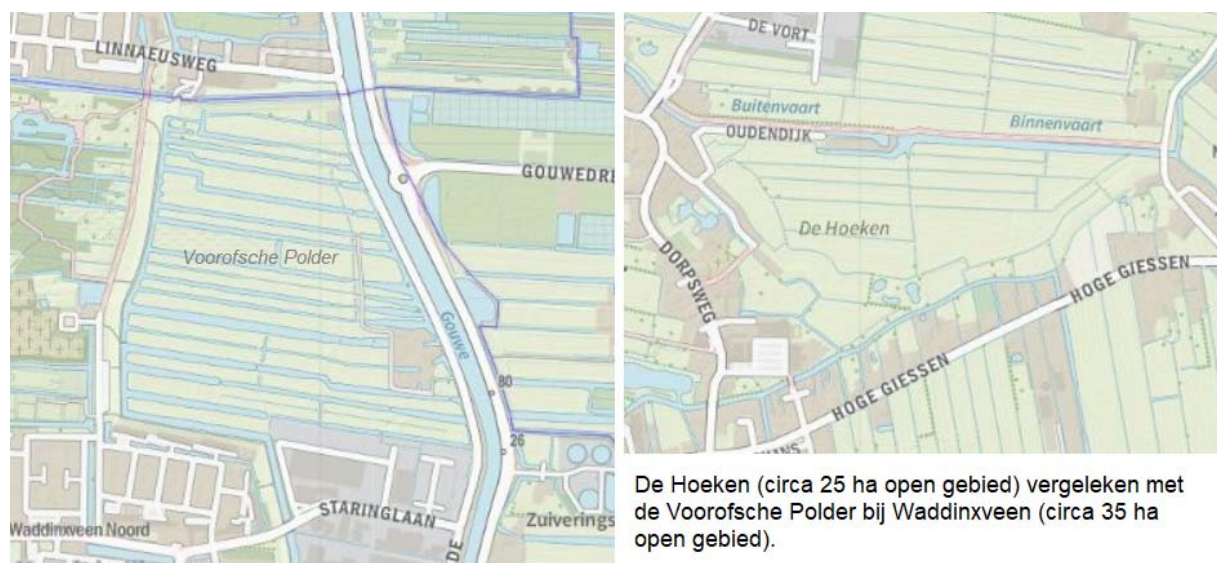 LINNAEUSWEG
GOUWEDRE
Voorofsche Polder
Gouwe
80
26
STARINGLAAN
Waddinxveen Noord
Zuiverings
DE
DE VORT
Buitenvaart
Binnenvaart
OUDENDIJK
De Hoeken
DORPSWEG
HOGE GIESSEN
HOGE GIESSEN
De Hoeken (circa 25 ha open gebied) vergeleken met
de Voorofsche Polder bij Waddinxveen (circa 35 ha
open gebied).